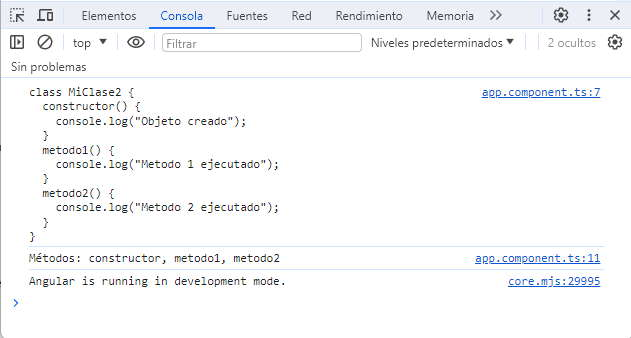 Elementos Consola Fuentes Red Rendimiento Memoria
top Filtrar Niveles predeterminados 2 ocultos
Sin problemas
class MiClase2 { app.component.ts:7
  constructor() {
    console.log("Objeto creado");
  }
  metodo1() {
    console.log("Metodo 1 ejecutado");
  }
  metodo2() {
    console.log("Metodo 2 ejecutado");
  }
}
Métodos: constructor, metodo1, metodo2 app.component.ts:11
Angular is running in development mode. core.mjs:29995